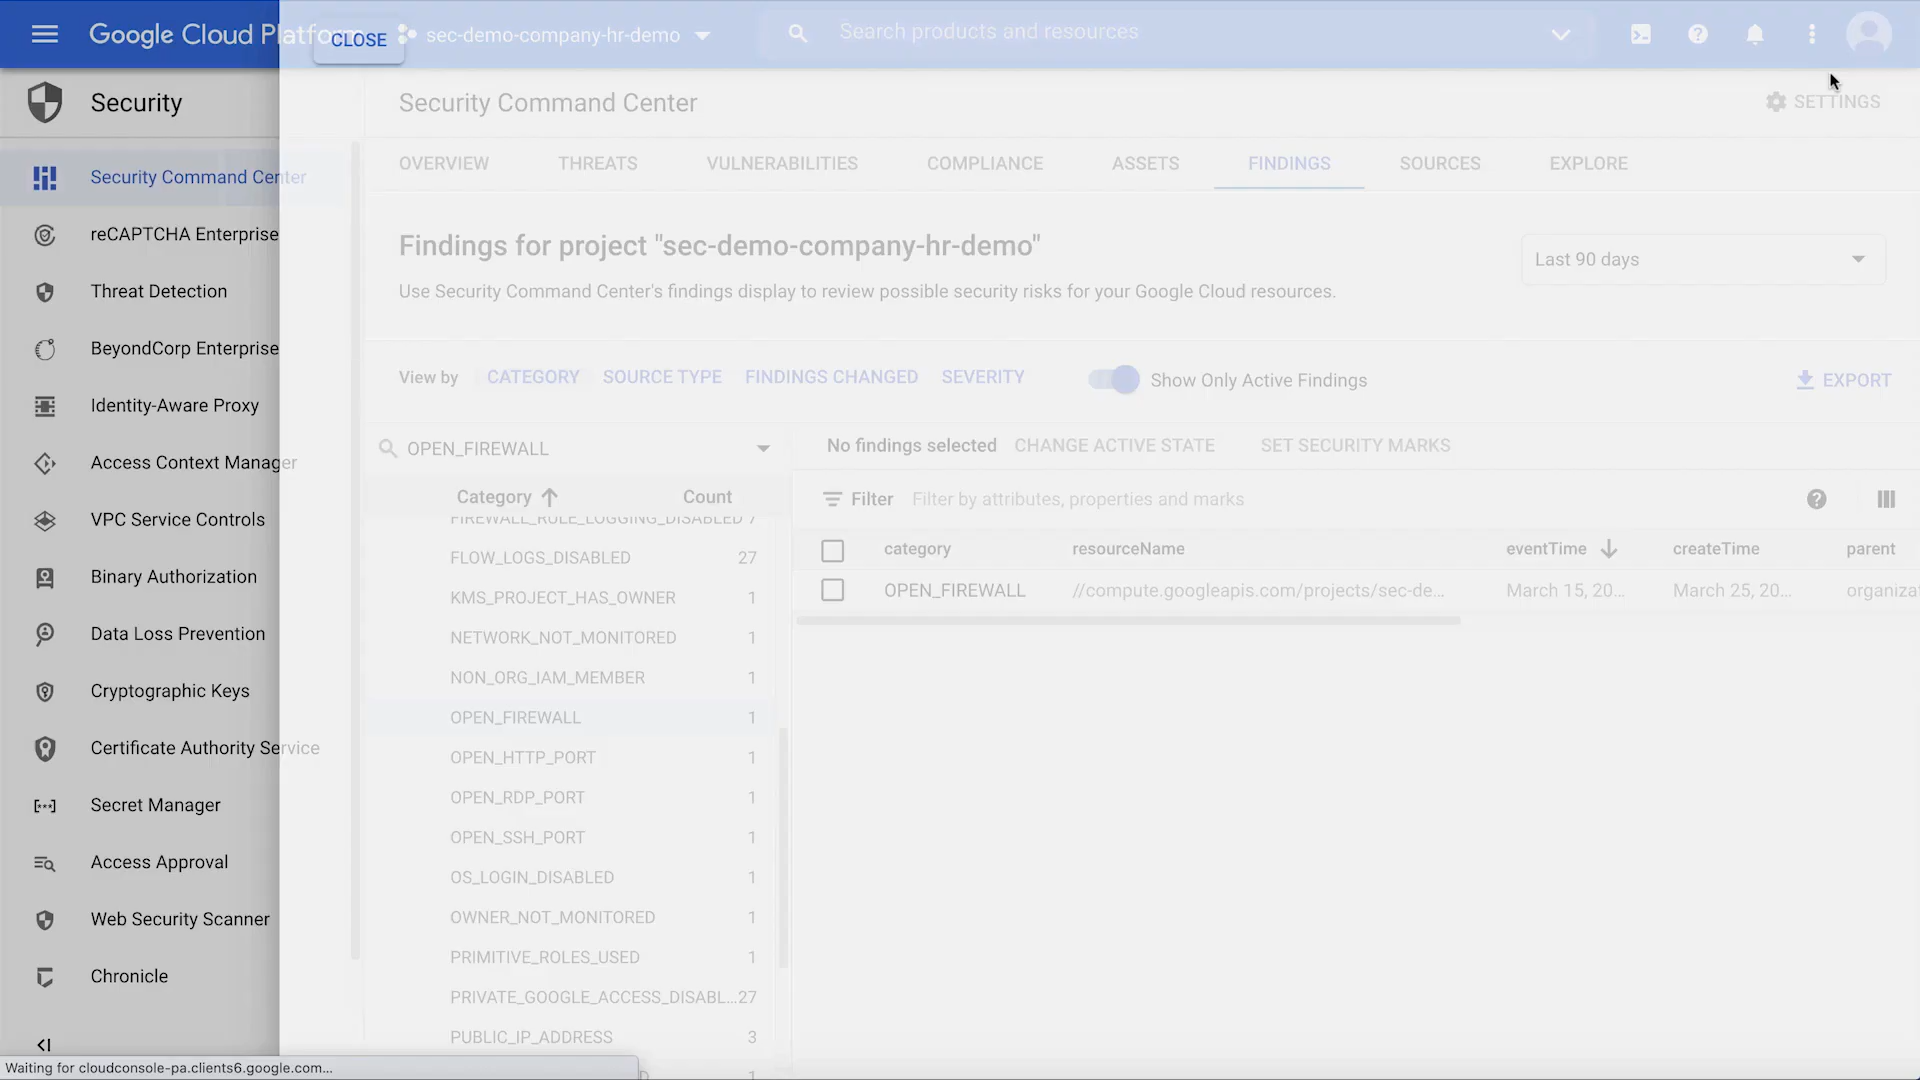 Google Cloud Platform
CLOSE
sec-demo-company-hr-demo
Search products and resources
Security
Security Command Center
SETTINGS
Security Command Center
reCAPTCHA Enterprise
Threat Detection
BeyondCorp Enterprise
Identity-Aware Proxy
Access Context Manager
VPC Service Controls
Binary Authorization
Data Loss Prevention
Cryptographic Keys
Certificate Authority Service
Secret Manager
Access Approval
Web Security Scanner
Chronicle
OVERVIEW THREATS VULNERABILITIES COMPLIANCE ASSETS FINDINGS SOURCES EXPLORE
Findings for project "sec-demo-company-hr-demo"
Last 90 days
Use Security Command Center's findings display to review possible security risks for your Google Cloud resources.
View by CATEGORY SOURCE TYPE FINDINGS CHANGED SEVERITY
Show Only Active Findings
EXPORT
OPEN_FIREWALL
Category Count
FIREWALL_RULE_LOGGING_DISABLED 7
FLOW_LOGS_DISABLED 27
KMS_PROJECT_HAS_OWNER 1
NETWORK_NOT_MONITORED 1
NON_ORG_IAM_MEMBER 1
OPEN_FIREWALL 1
OPEN_HTTP_PORT 1
OPEN_RDP_PORT 1
OPEN_SSH_PORT 1
OS_LOGIN_DISABLED 1
OWNER_NOT_MONITORED 1
PRIMITIVE_ROLES_USED 1
PRIVATE_GOOGLE_ACCESS_DISABL... 27
PUBLIC_IP_ADDRESS 3
No findings selected CHANGE ACTIVE STATE SET SECURITY MARKS
Filter Filter by attributes, properties and marks
category resourceName eventTime createTime parent
OPEN_FIREWALL //compute.googleapis.com/projects/sec-de... March 15, 20... March 25, 20... organiza
Waiting for cloudconsole-pa.clients6.google.com...